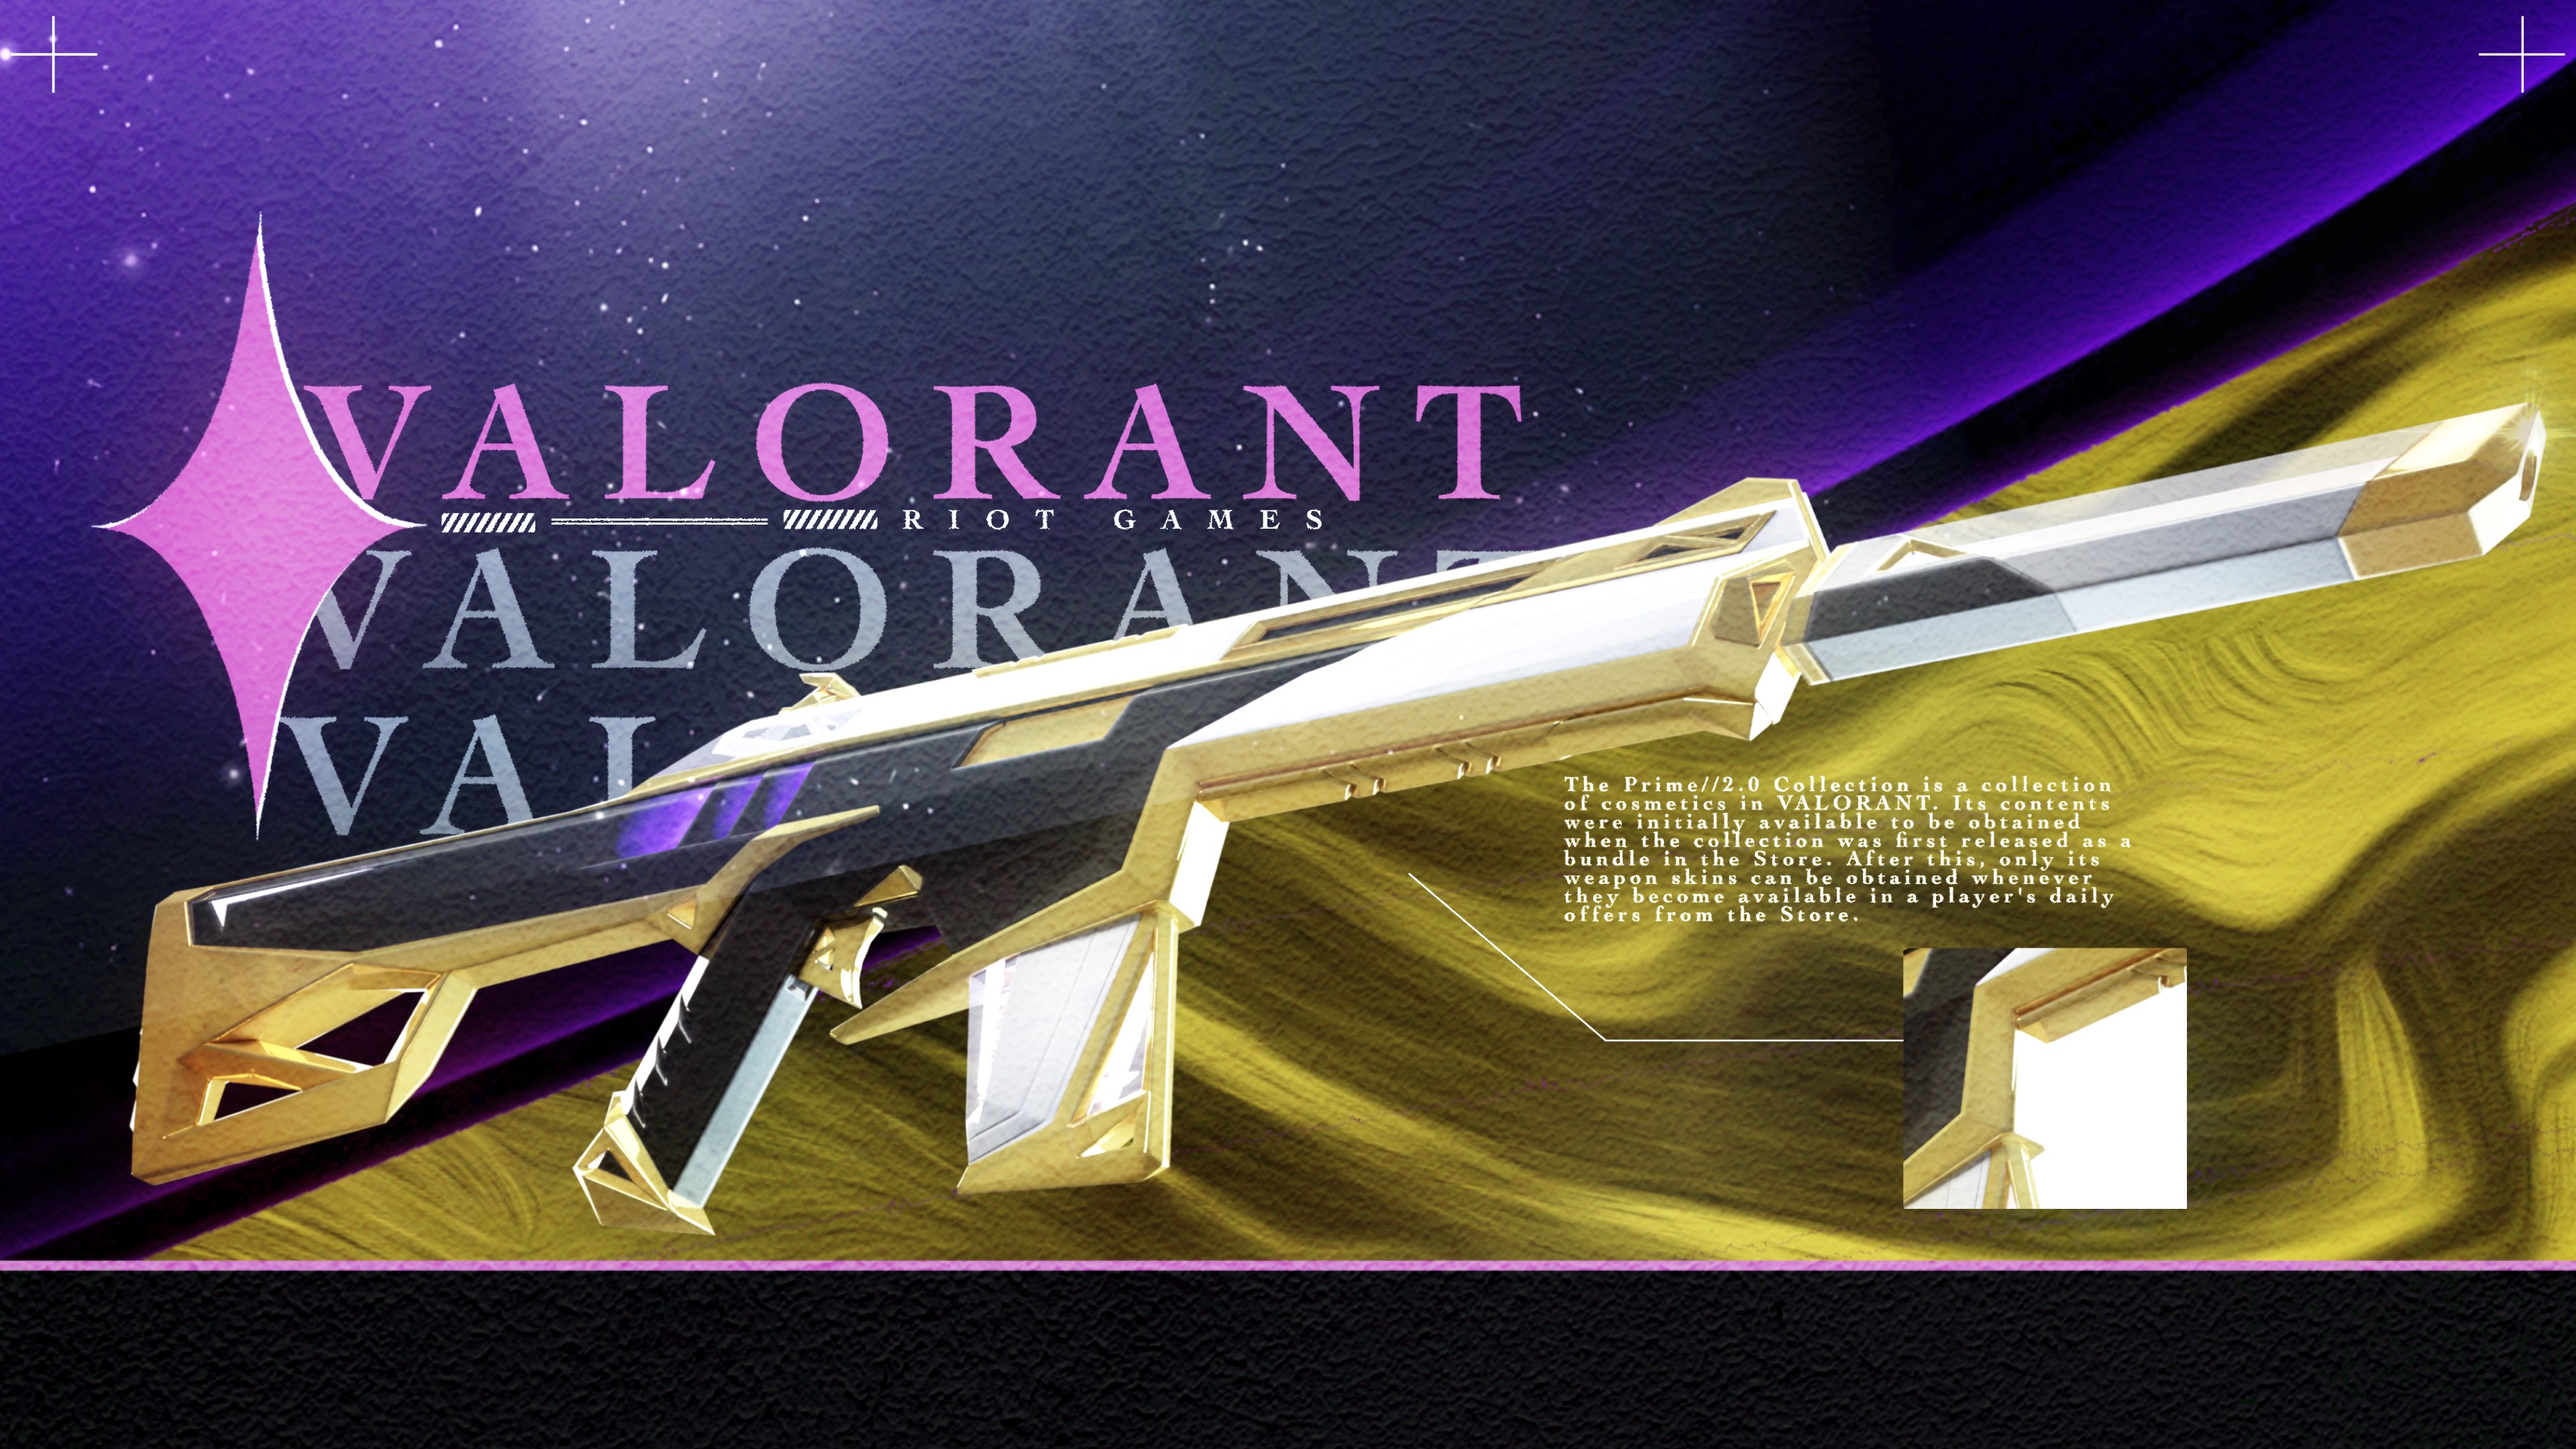 VALORANT
RIOT GAMES
VALORANT
VAL
The Prime//2.0 Collection is a collection
of cosmetics in VALORANT. Its contents
were initially available to be obtained
when the collection was first released as a
bundle in the Store. After this, only its
weapon skins can be obtained whenever
they become available in a player's daily
offers from the Store.